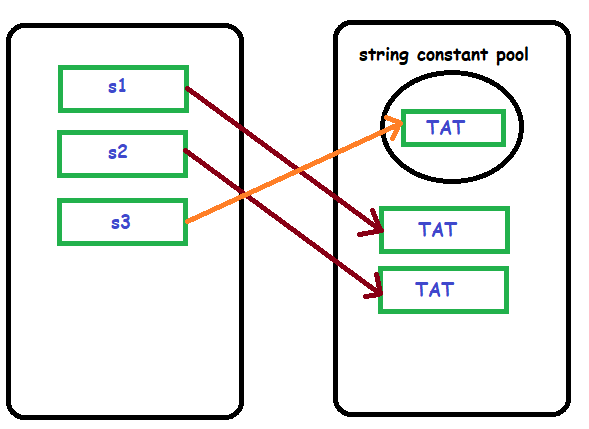 s1
s2
s3
string constant pool
TAT
TAT
TAT